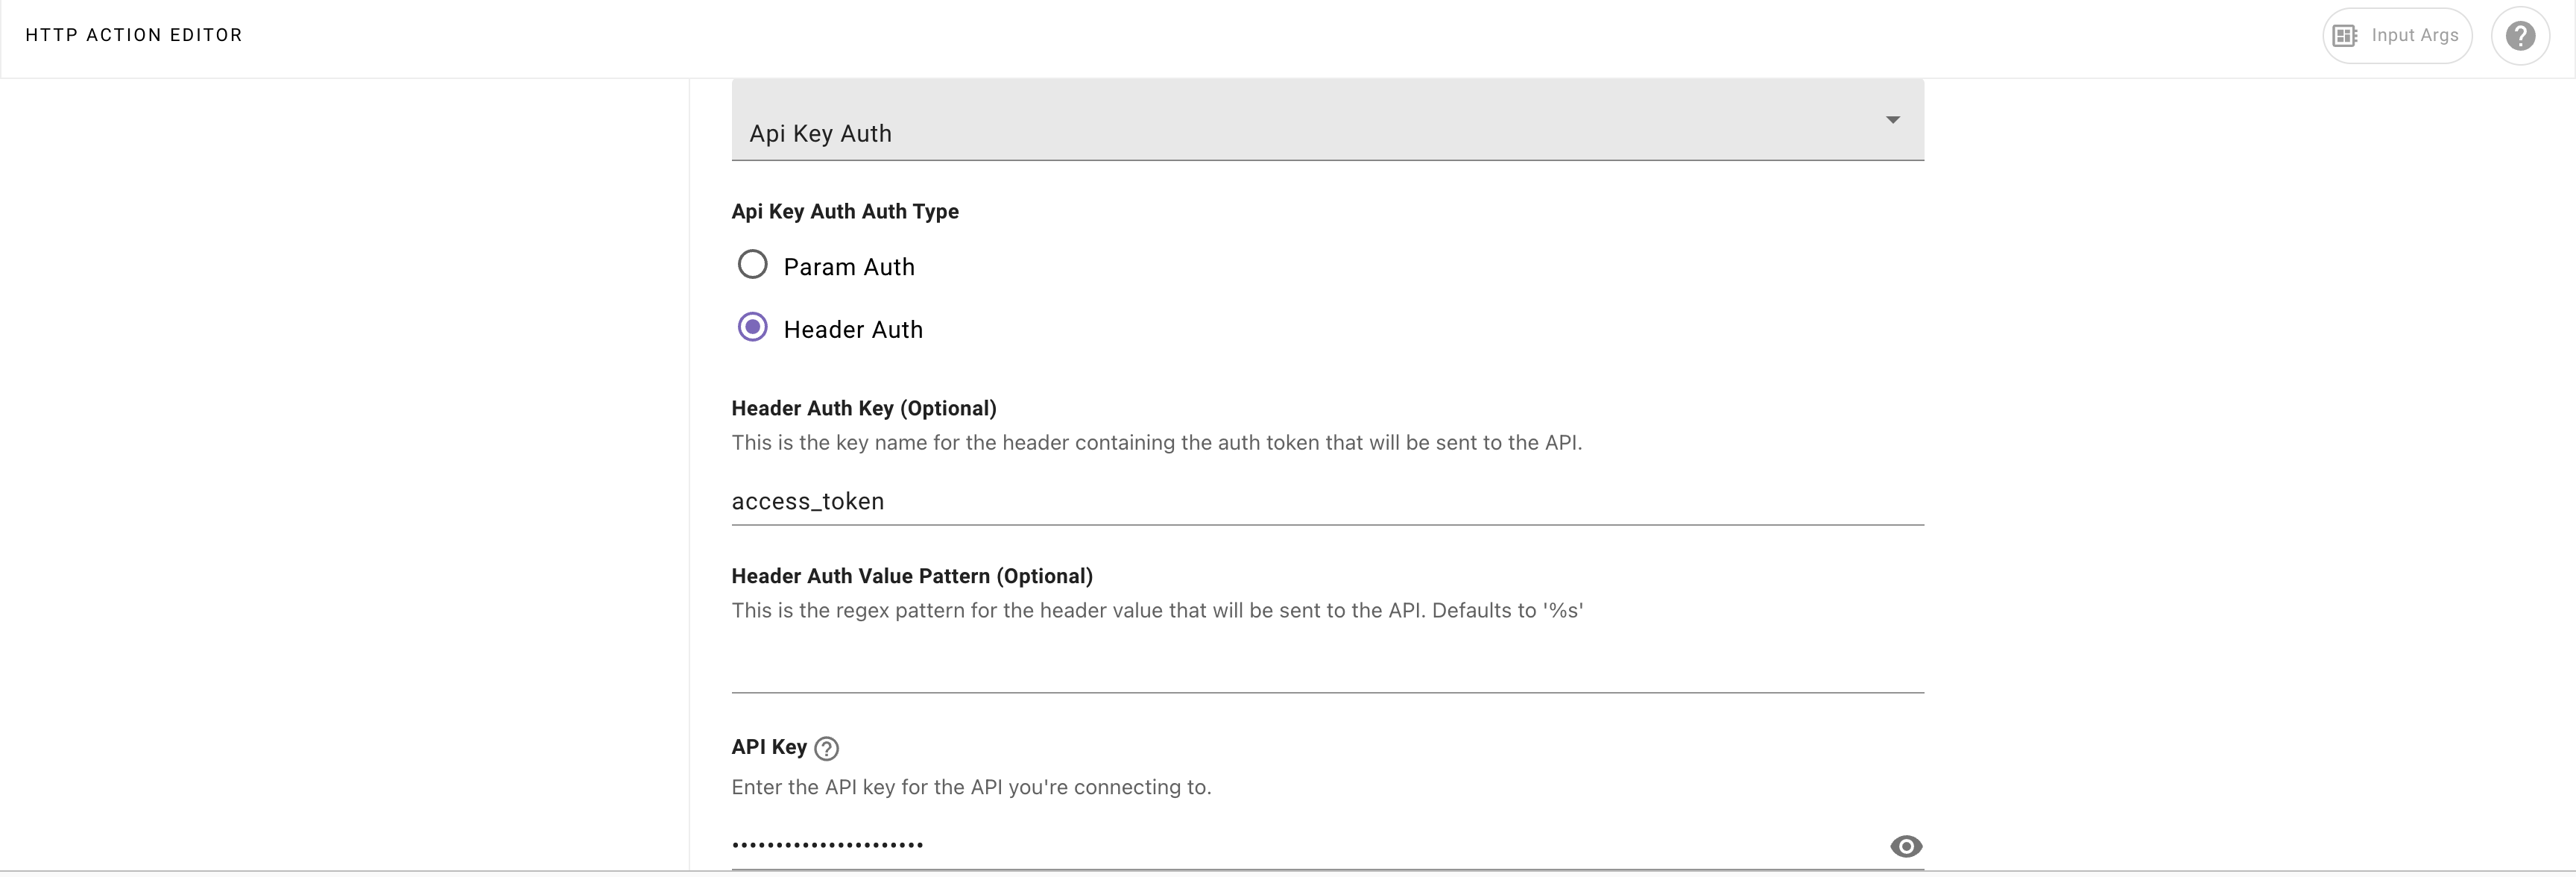 HTTP ACTION EDITOR
Input Args
Api Key Auth
Api Key Auth Auth Type
Param Auth
Header Auth
Header Auth Key (Optional)
This is the key name for the header containing the auth token that will be sent to the API.
access_token
Header Auth Value Pattern (Optional)
This is the regex pattern for the header value that will be sent to the API. Defaults to '%s'
API Key
Enter the API key for the API you're connecting to.
••••••••••••••••••••••